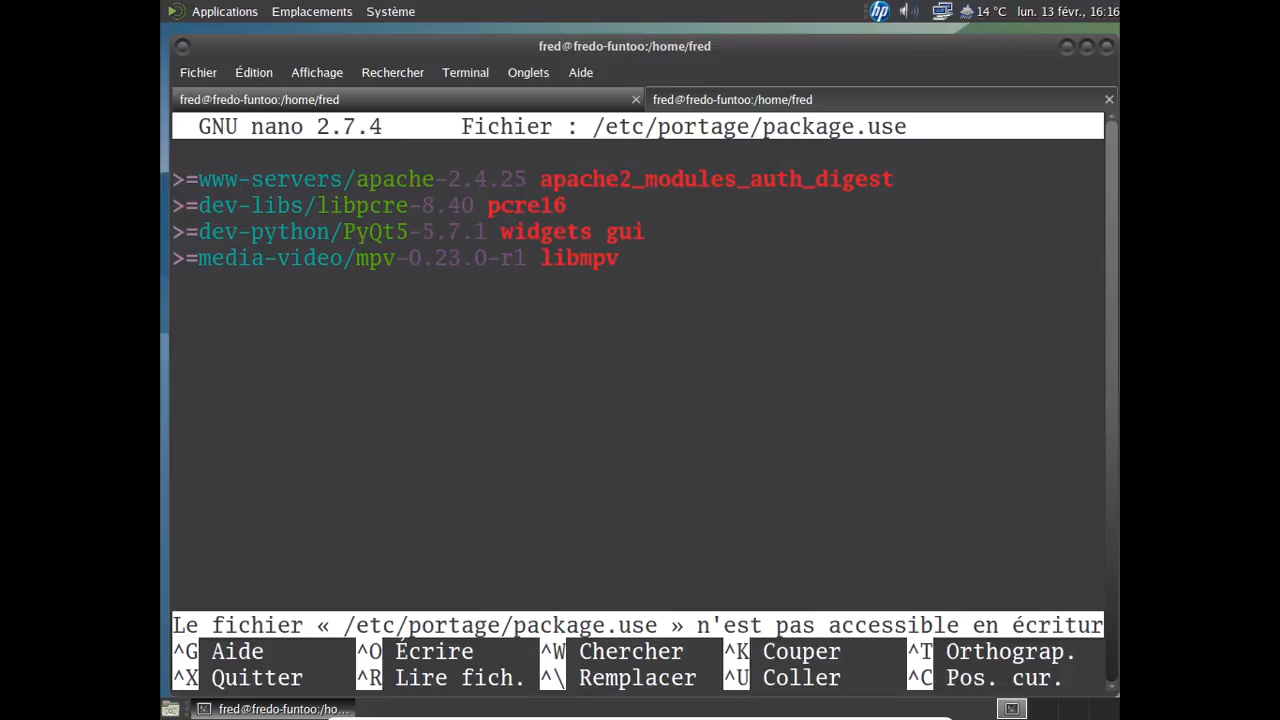 Applications Emplacements Système hp 14 °C lun. 13 févr., 16:16
fred@fredo-funtoo:/home/fred
Fichier Édition Affichage Rechercher Terminal Onglets Aide
fred@fredo-funtoo:/home/fred × fred@fredo-funtoo:/home/fred ×
GNU nano 2.7.4 Fichier : /etc/portage/package.use
>=www-servers/apache-2.4.25 apache2_modules_auth_digest
>=dev-libs/libpcre-8.40 pcre16
>=dev-python/PyQt5-5.7.1 widgets gui
>=media-video/mpv-0.23.0-r1 libmpv
Le fichier « /etc/portage/package.use » n'est pas accessible en écritur
^G Aide ^O Écrire ^W Chercher ^K Couper ^T Orthograp.
^X Quitter ^R Lire fich. ^\ Remplacer ^U Coller ^C Pos. cur.
fred@fredo-funtoo:/ho...